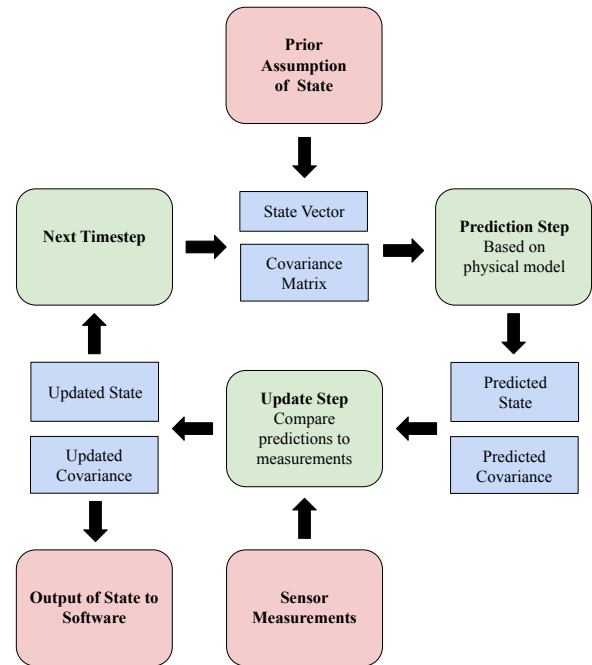 Prior
Assumption
of State
State Vector
Covariance
Matrix
Next Timestep
Prediction Step
Based on
physical model
Predicted
State
Predicted
Covariance
Update Step
Compare
predictions to
measurements
Updated State
Updated
Covariance
Output of State to
Software
Sensor
Measurements